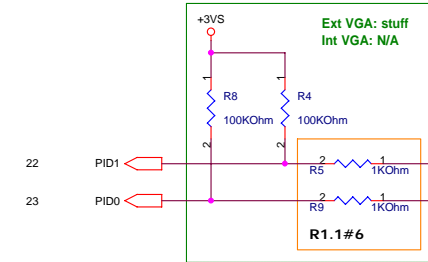 +3VS
Ext VGA: stuff
Int VGA: N/A
1 1
R8 R4
100KOhm 100KOhm
2 2
22 PID1 2 1
R5 1KOhm
23 PID0 2 1
R9 1KOhm
R1.1#6